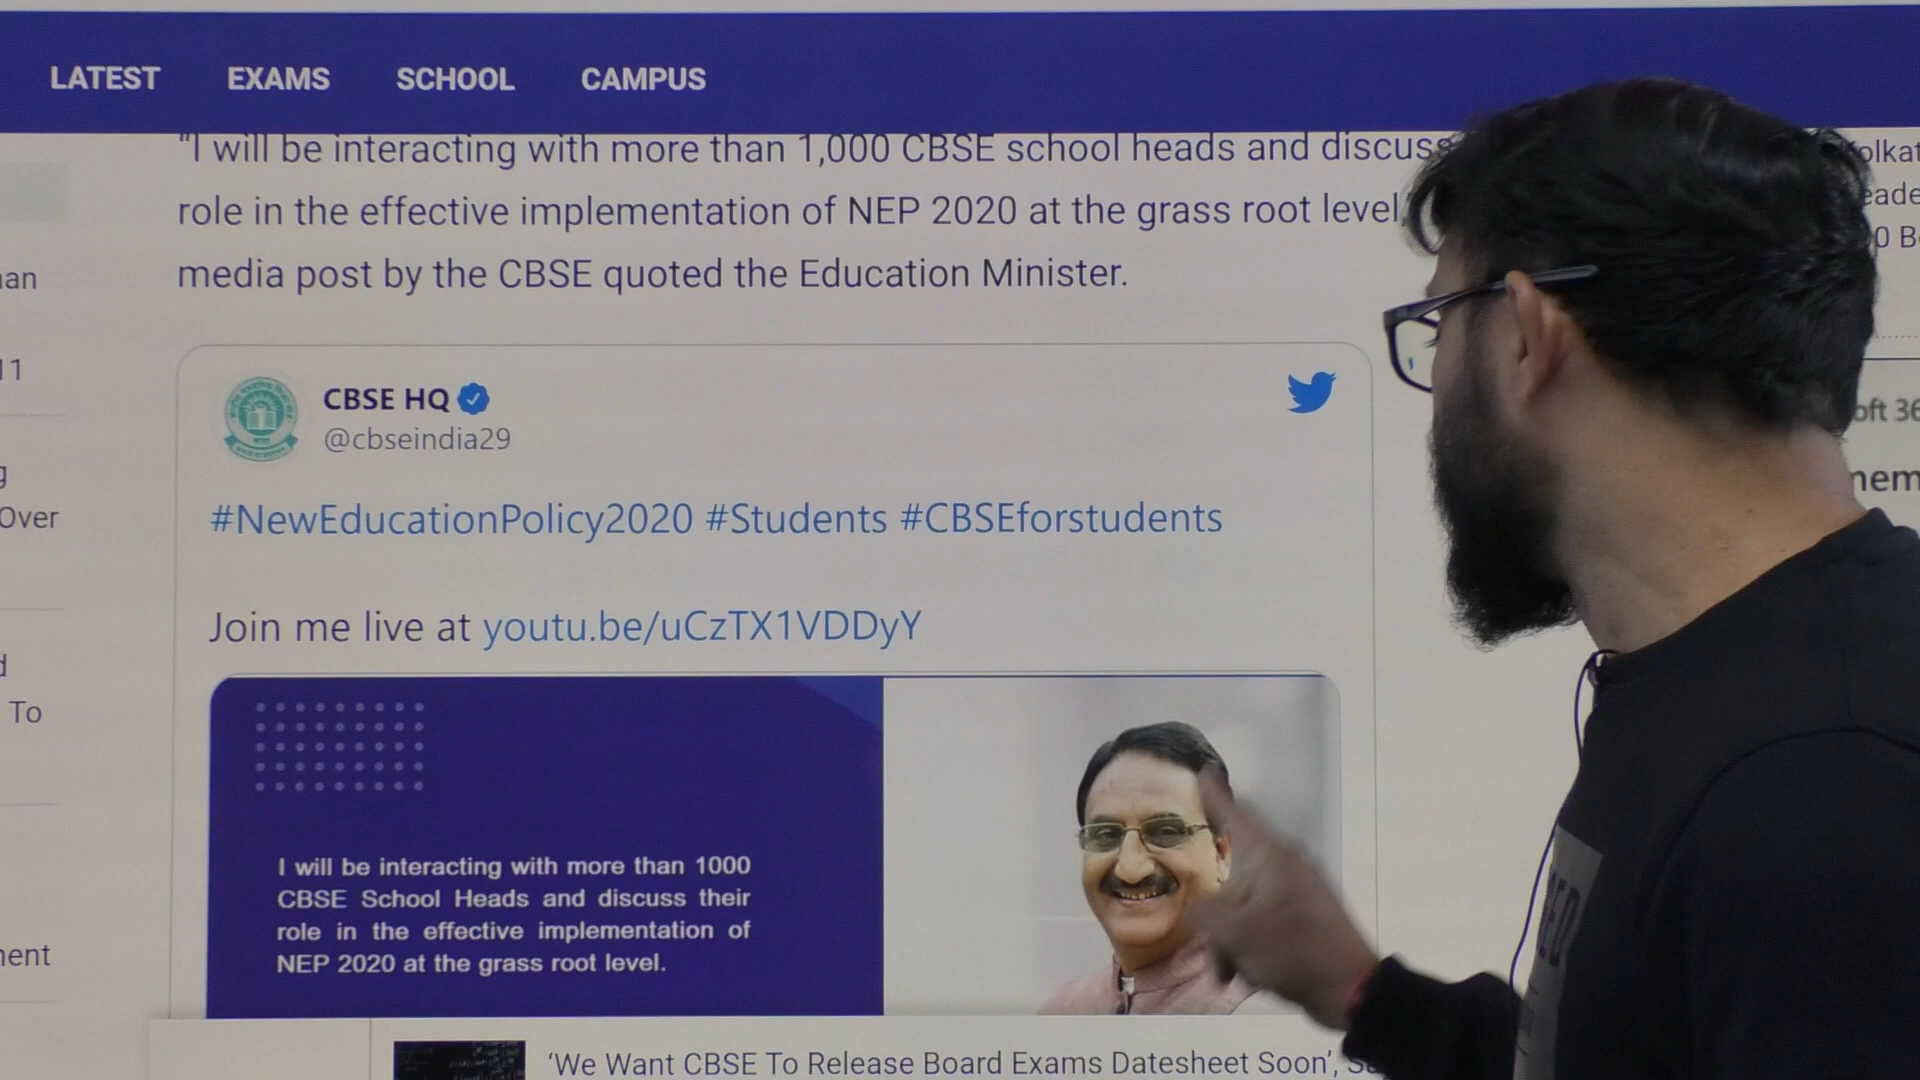 LATEST EXAMS SCHOOL CAMPUS
"I will be interacting with more than 1,000 CBSE school heads and discuss
role in the effective implementation of NEP 2020 at the grass root level,
media post by the CBSE quoted the Education Minister.
11
Over
To
CBSE HQ
@cbseindia29
#NewEducationPolicy2020 #Students #CBSEforstudents
Join me live at youtu.be/uCzTX1VDDyY
I will be interacting with more than 1000
CBSE School Heads and discuss their
role in the effective implementation of
NEP 2020 at the grass root level.
'We Want CBSE To Release Board Exams Datesheet Soon',